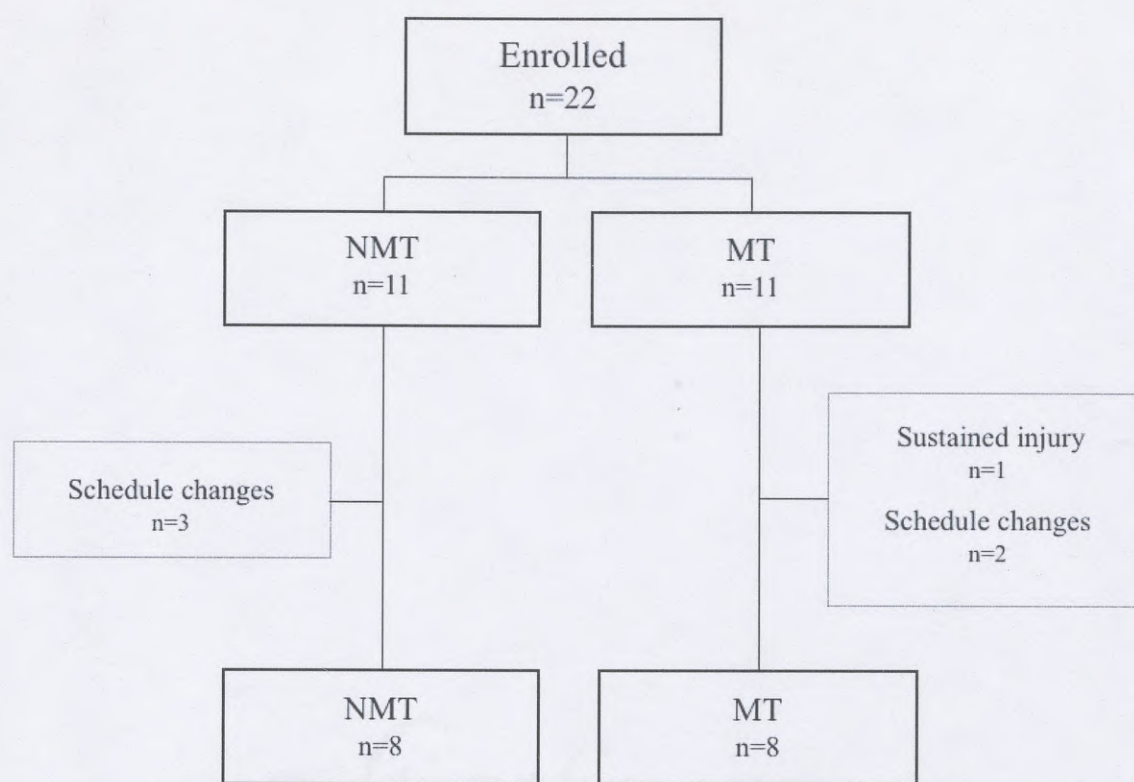 Enrolled
n=22
NMT
n=11
MT
n=11
Schedule changes
n=3
Sustained injury
n=1
Schedule changes
n=2
NMT
n=8
MT
n=8